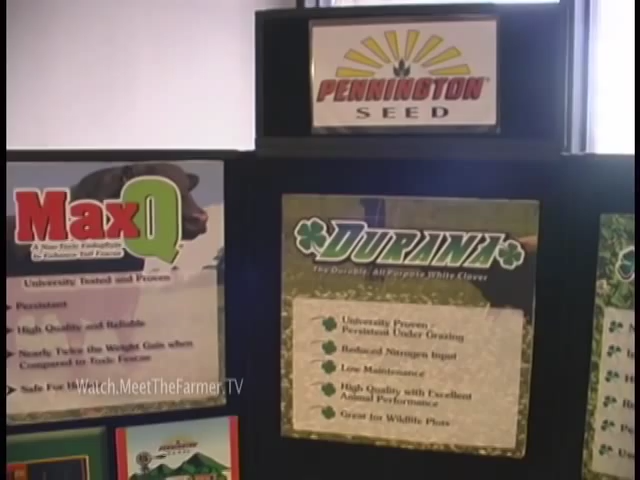 PENNINGTON
SEED
MaxQ
A Non-Toxic Endophyte
to Enhance Tall Fescue
University Tested and Proven
Persistent
High Quality and Reliable
Nearly Twice the Weight Gain when
Compared to Toxic Fescue
Safe For
DURANA
The Durable, All Purpose White Clover
University Proven -
Persistent Under Grazing
Reduced Nitrogen Input
Low Maintenance
High Quality with Excellent
Animal Performance
Great for Wildlife Plots
Watch.MeetTheFarmer.TV
PENNINGTON